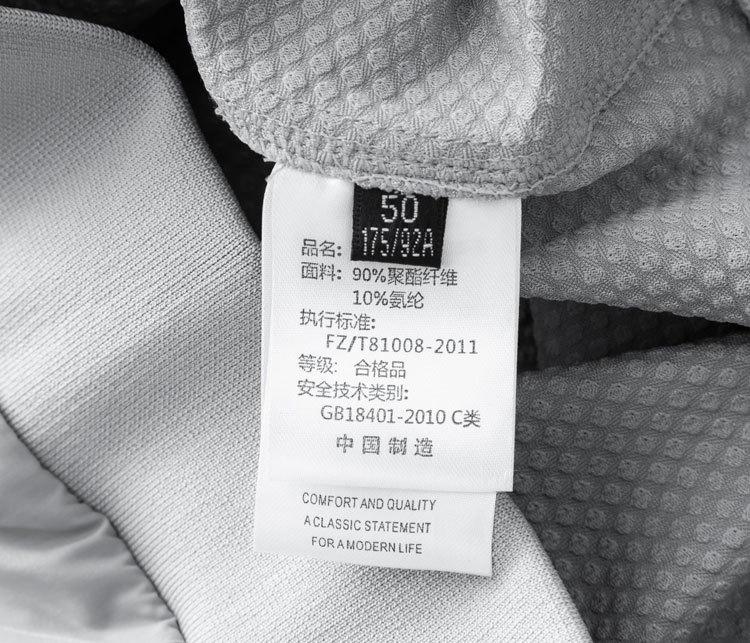 50
175/92A
品名:
面料: 90%聚酯纤维
10%氨纶
执行标准:
FZ/T81008-2011
等级: 合格品
安全技术类别:
GB18401-2010 C类
中国制造
COMFORT AND QUALITY
A CLASSIC STATEMENT
FOR A MODERN LIFE